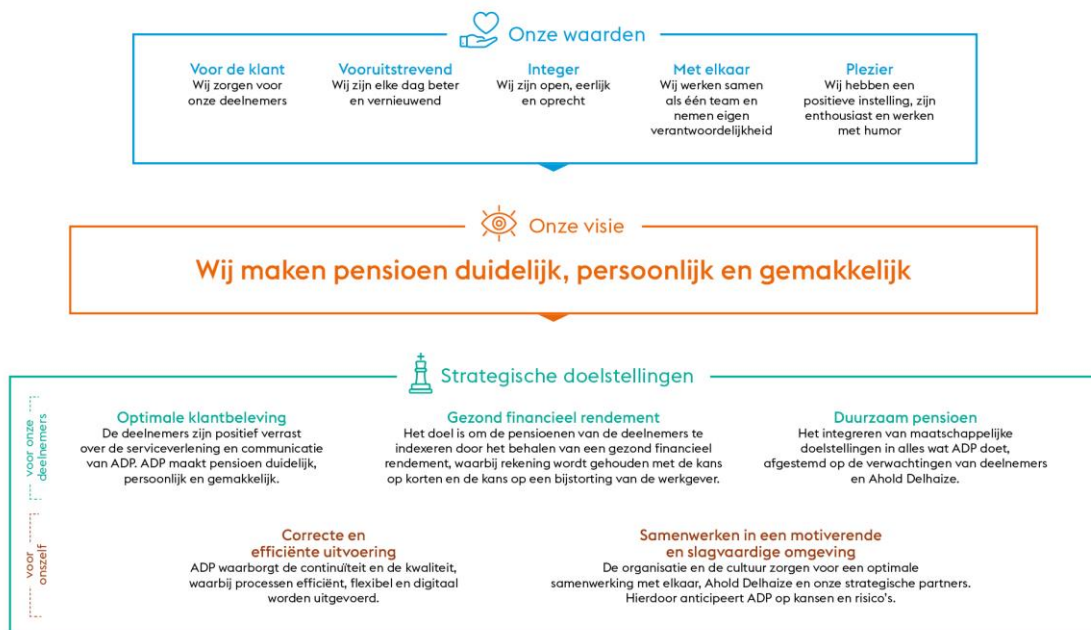 Onze waarden
Voor de klant
Wij zorgen voor
onze deelnemers
Vooruitstrevend
Wij zijn elke dag beter
en vernieuwend
Integer
Wij zijn open, eerlijk
en oprecht
Met elkaar
Wij werken samen
als één team en
nemen eigen
verantwoordelijkheid
Plezier
Wij hebben een
positieve instelling, zijn
enthousiast en werken
met humor
Onze visie
Wij maken pensioen duidelijk, persoonlijk en gemakkelijk
Strategische doelstellingen
voor onze
deelnemers
Optimale klantbeleving
De deelnemers zijn positief verrast
over de serviceverlening en communicatie
van ADP. ADP maakt pensioen duidelijk,
persoonlijk en gemakkelijk.
Gezond financieel rendement
Het doel is om de pensioenen van de deelnemers te
indexeren door het behalen van een gezond financieel
rendement, waarbij rekening wordt gehouden met de kans
op korten en de kans op een bijstorting van de werkgever.
Duurzaam pensioen
Het integreren van maatschappelijke
doelstellingen in alles wat ADP doet,
afgestemd op de verwachtingen van deelnemers
en Ahold Delhaize.
voor
onszelf
Correcte en
efficiënte uitvoering
ADP waarborgt de continuïteit en de kwaliteit,
waarbij processen efficiënt, flexibel en digitaal
worden uitgevoerd.
Samenwerken in een motiverende
en slagvaardige omgeving
De organisatie en de cultuur zorgen voor een optimale
samenwerking met elkaar, Ahold Delhaize en onze strategische partners.
Hierdoor anticipeert ADP op kansen en risico's.